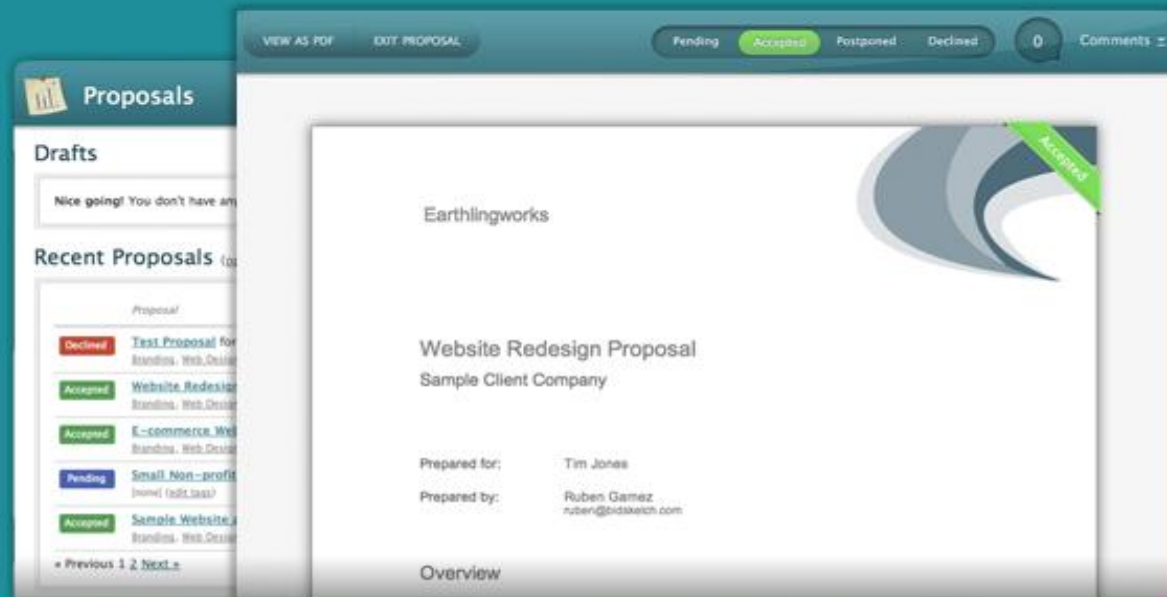 VIEW AS PDF EXIT PROPOSAL
Pending Accepted Postponed Declined
0 Comments
Proposals
Drafts
Nice going! You don't have any
Recent Proposals
Proposal
Declined Test Proposal for
Branding, Web Design
Accepted Website Redesign
Branding, Web Design
Accepted E-commerce Web
Branding, Web Design
Pending Small Non-profit
[none] (edit tags)
Accepted Sample Website
Branding, Web Design
« Previous 1 2 Next »
Accepted
Earthlingworks
Website Redesign Proposal
Sample Client Company
Prepared for: Tim Jones
Prepared by: Ruben Gamez
ruben@bidsketch.com
Overview